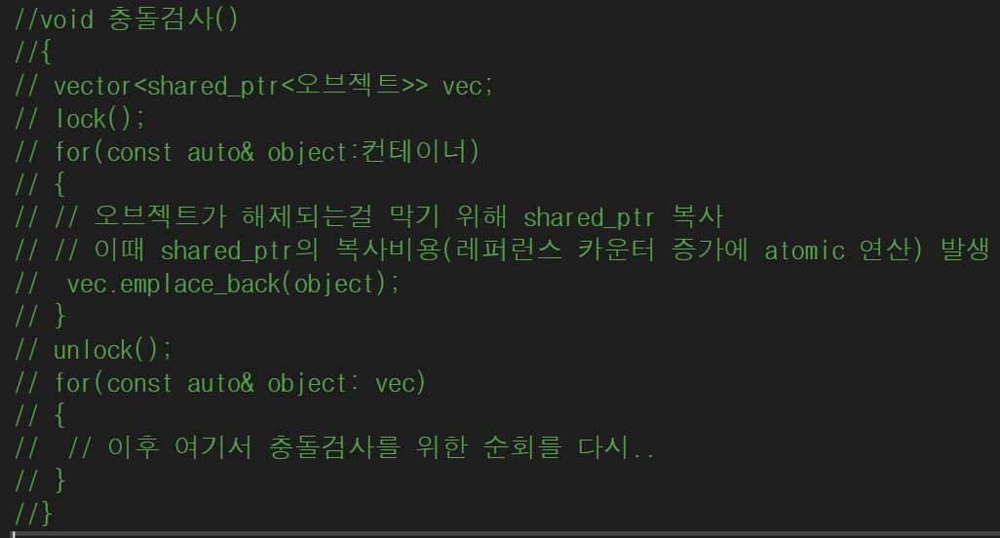 //void 충돌검사()
//{
// vector<shared_ptr<오브젝트>> vec;
// lock();
// for(const auto& object:컨테이너)
// {
// // 오브젝트가 해제되는걸 막기 위해 shared_ptr 복사
// // 이때 shared_ptr의 복사비용(레퍼런스 카운터 증가에 atomic 연산) 발생
//  vec.emplace_back(object);
// }
// unlock();
// for(const auto& object: vec)
// {
//  // 이후 여기서 충돌검사를 위한 순회를 다시..
// }
//}